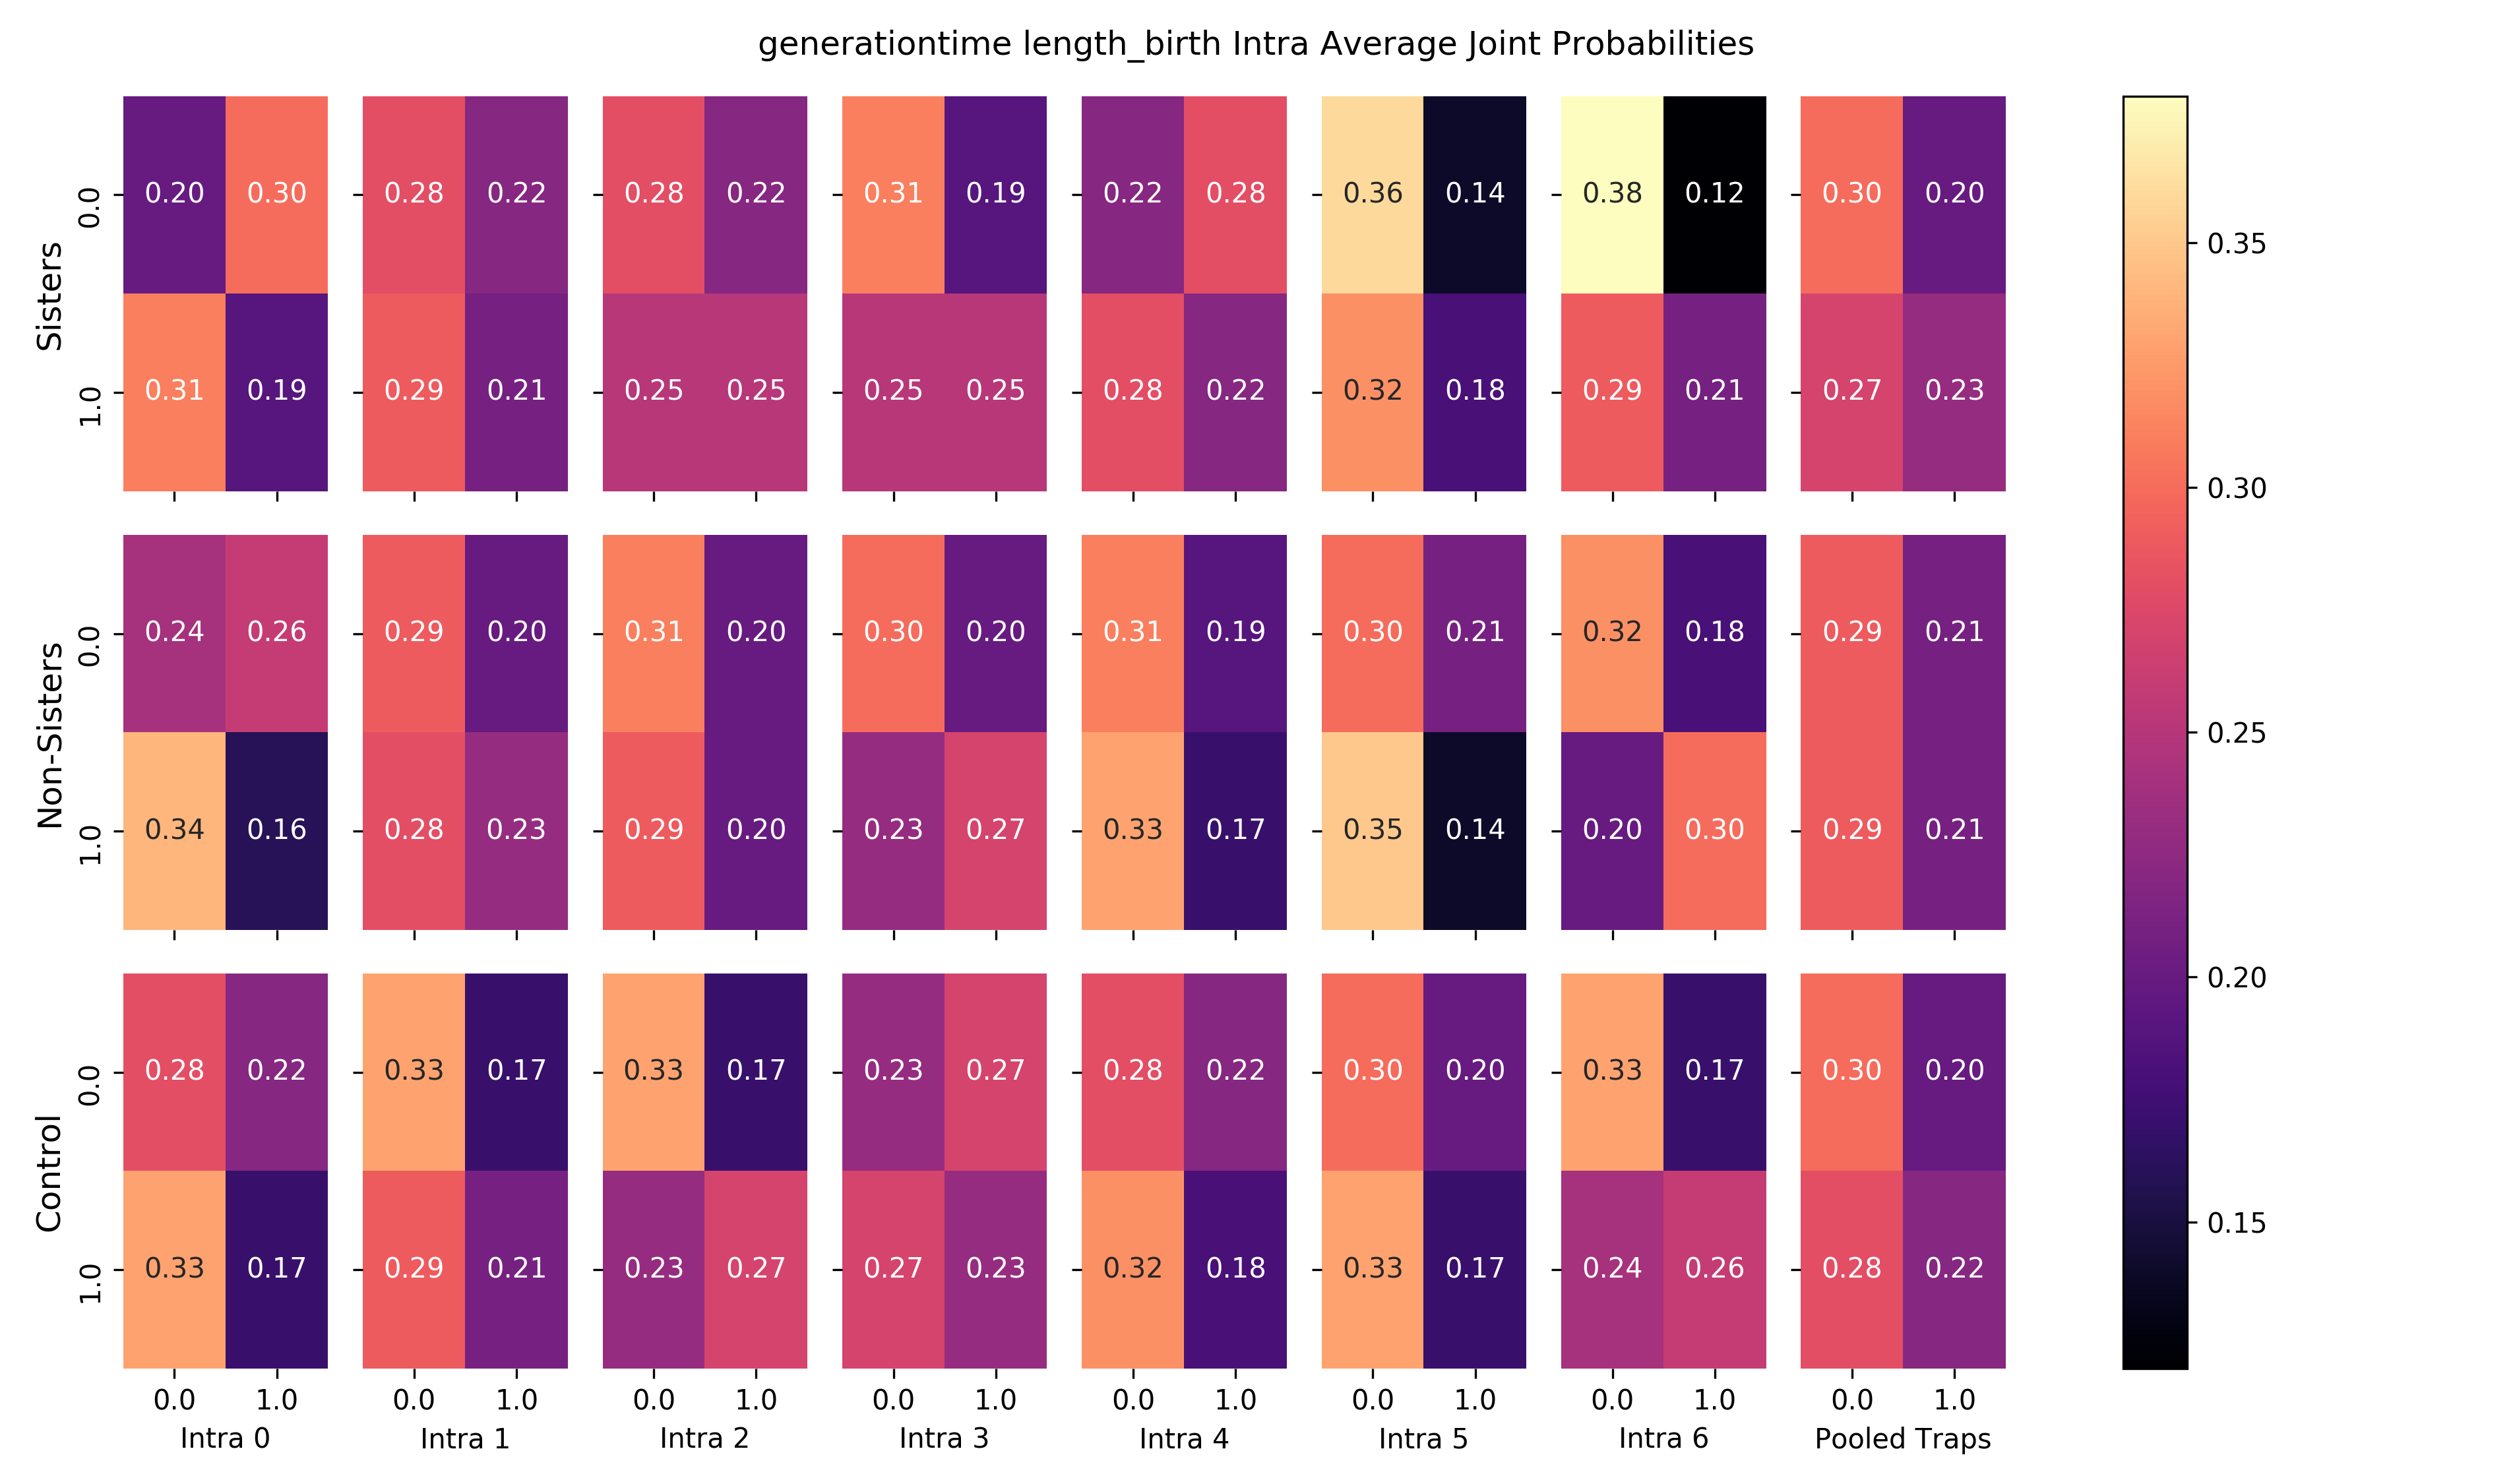 generationtime length_birth Intra Average Joint Probabilities
Sisters
0.0
0.20 0.30 0.28 0.22 0.28 0.22 0.31 0.19 0.22 0.28 0.36 0.14 0.38 0.12 0.30 0.20
1.0
0.31 0.19 0.29 0.21 0.25 0.25 0.25 0.25 0.28 0.22 0.32 0.18 0.29 0.21 0.27 0.23
Non-Sisters
0.0
0.24 0.26 0.29 0.20 0.31 0.20 0.30 0.20 0.31 0.19 0.30 0.21 0.32 0.18 0.29 0.21
1.0
0.34 0.16 0.28 0.23 0.29 0.20 0.23 0.27 0.33 0.17 0.35 0.14 0.20 0.30 0.29 0.21
Control
0.0
0.28 0.22 0.33 0.17 0.33 0.17 0.23 0.27 0.28 0.22 0.30 0.20 0.33 0.17 0.30 0.20
1.0
0.33 0.17 0.29 0.21 0.23 0.27 0.27 0.23 0.32 0.18 0.33 0.17 0.24 0.26 0.28 0.22
0.0 1.0 0.0 1.0 0.0 1.0 0.0 1.0 0.0 1.0 0.0 1.0 0.0 1.0 0.0 1.0
Intra 0 Intra 1 Intra 2 Intra 3 Intra 4 Intra 5 Intra 6 Pooled Traps
0.35
0.30
0.25
0.20
0.15